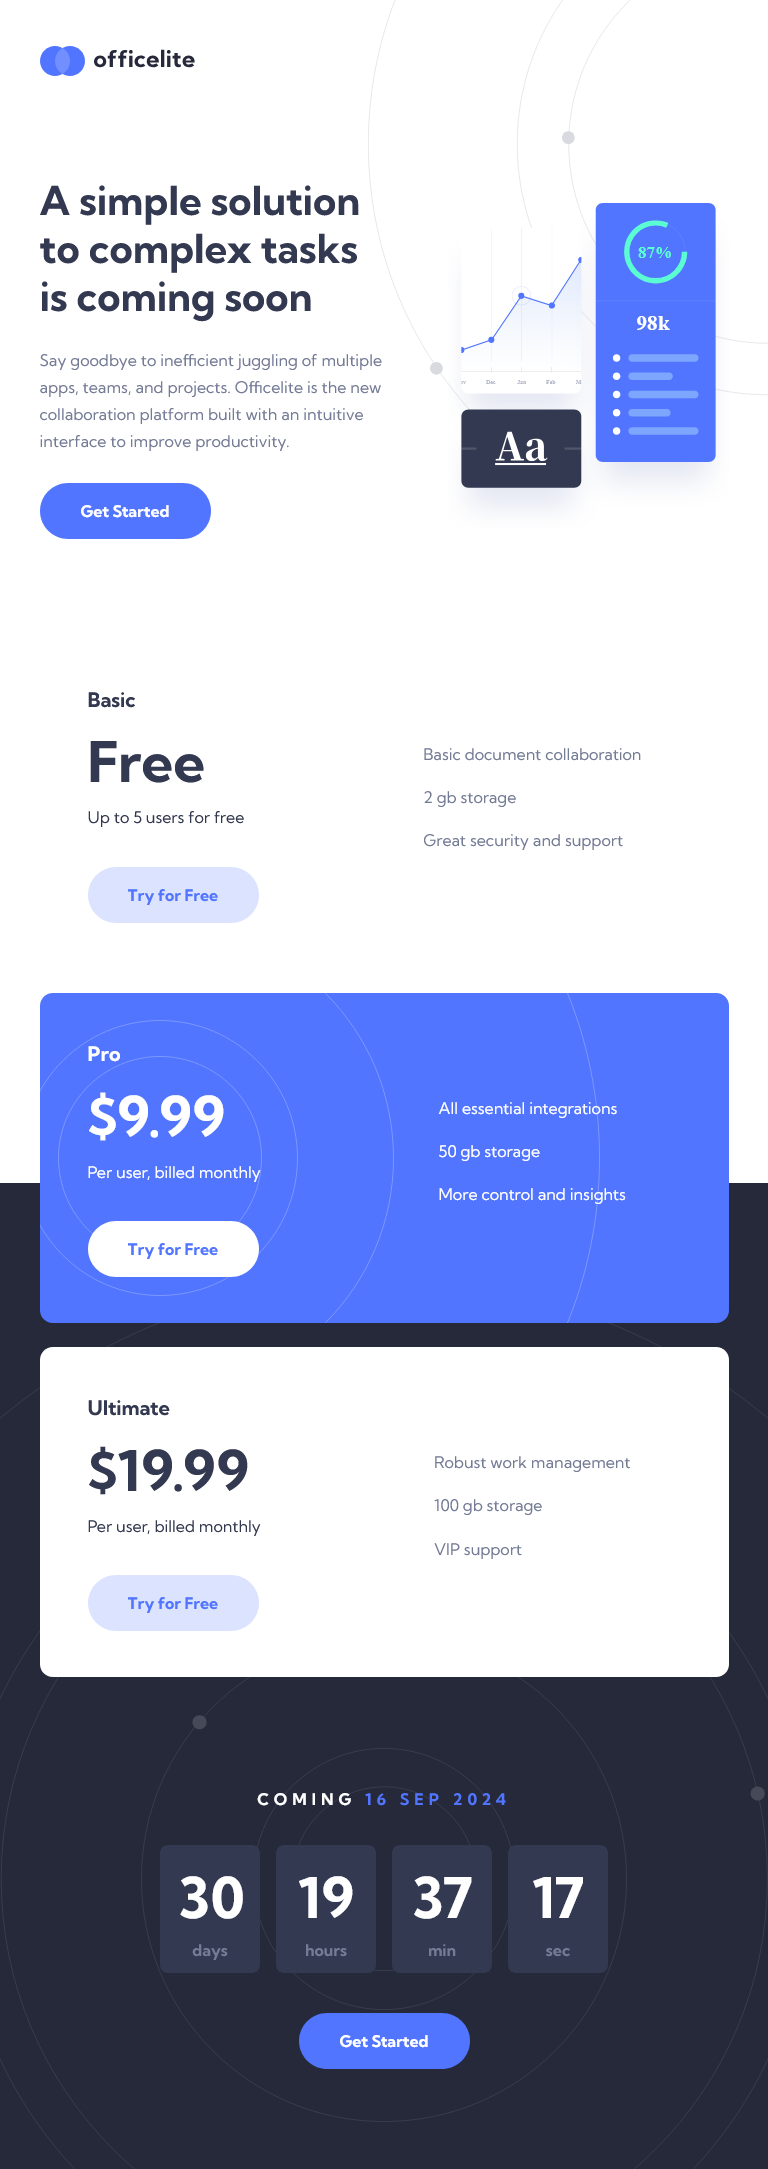 officelite
A simple solution
to complex tasks
is coming soon
Say goodbye to inefficient juggling of multiple
apps, teams, and projects. Officelite is the new
collaboration platform built with an intuitive
interface to improve productivity.
Get Started
87%
98k
Dec Jan Feb
Aa
Basic
Free
Up to 5 users for free
Try for Free
Basic document collaboration
2 gb storage
Great security and support
Pro
$9.99
Per user, billed monthly
Try for Free
All essential integrations
50 gb storage
More control and insights
Ultimate
$19.99
Per user, billed monthly
Try for Free
Robust work management
100 gb storage
VIP support
COMING 16 SEP 2024
30 19 37 17
days hours min sec
Get Started